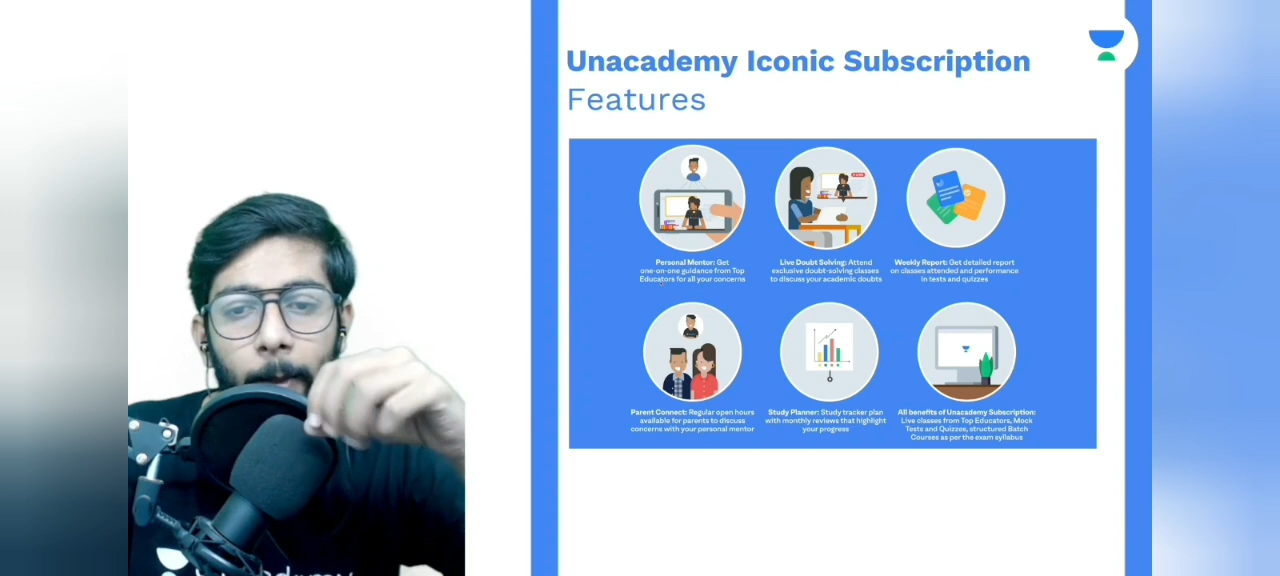 Unacademy Iconic Subscription
Features
Personal Mentor: Get
one-on-one guidance from Top
Educators for all your concerns
Live Doubt Solving: Attend
exclusive doubt-solving classes
to discuss your academic doubts
Weekly Report: Get detailed report
on classes attended and performance
in tests and quizzes
Parent Connect: Regular open hours
available for parents to discuss
concerns with your personal mentor
Study Planner: Study tracker plan
with monthly reviews that highlight
your progress
All benefits of Unacademy Subscription:
Live classes from Top Educators, Mock
Tests and Quizzes, structured Batch
Courses as per the exam syllabus